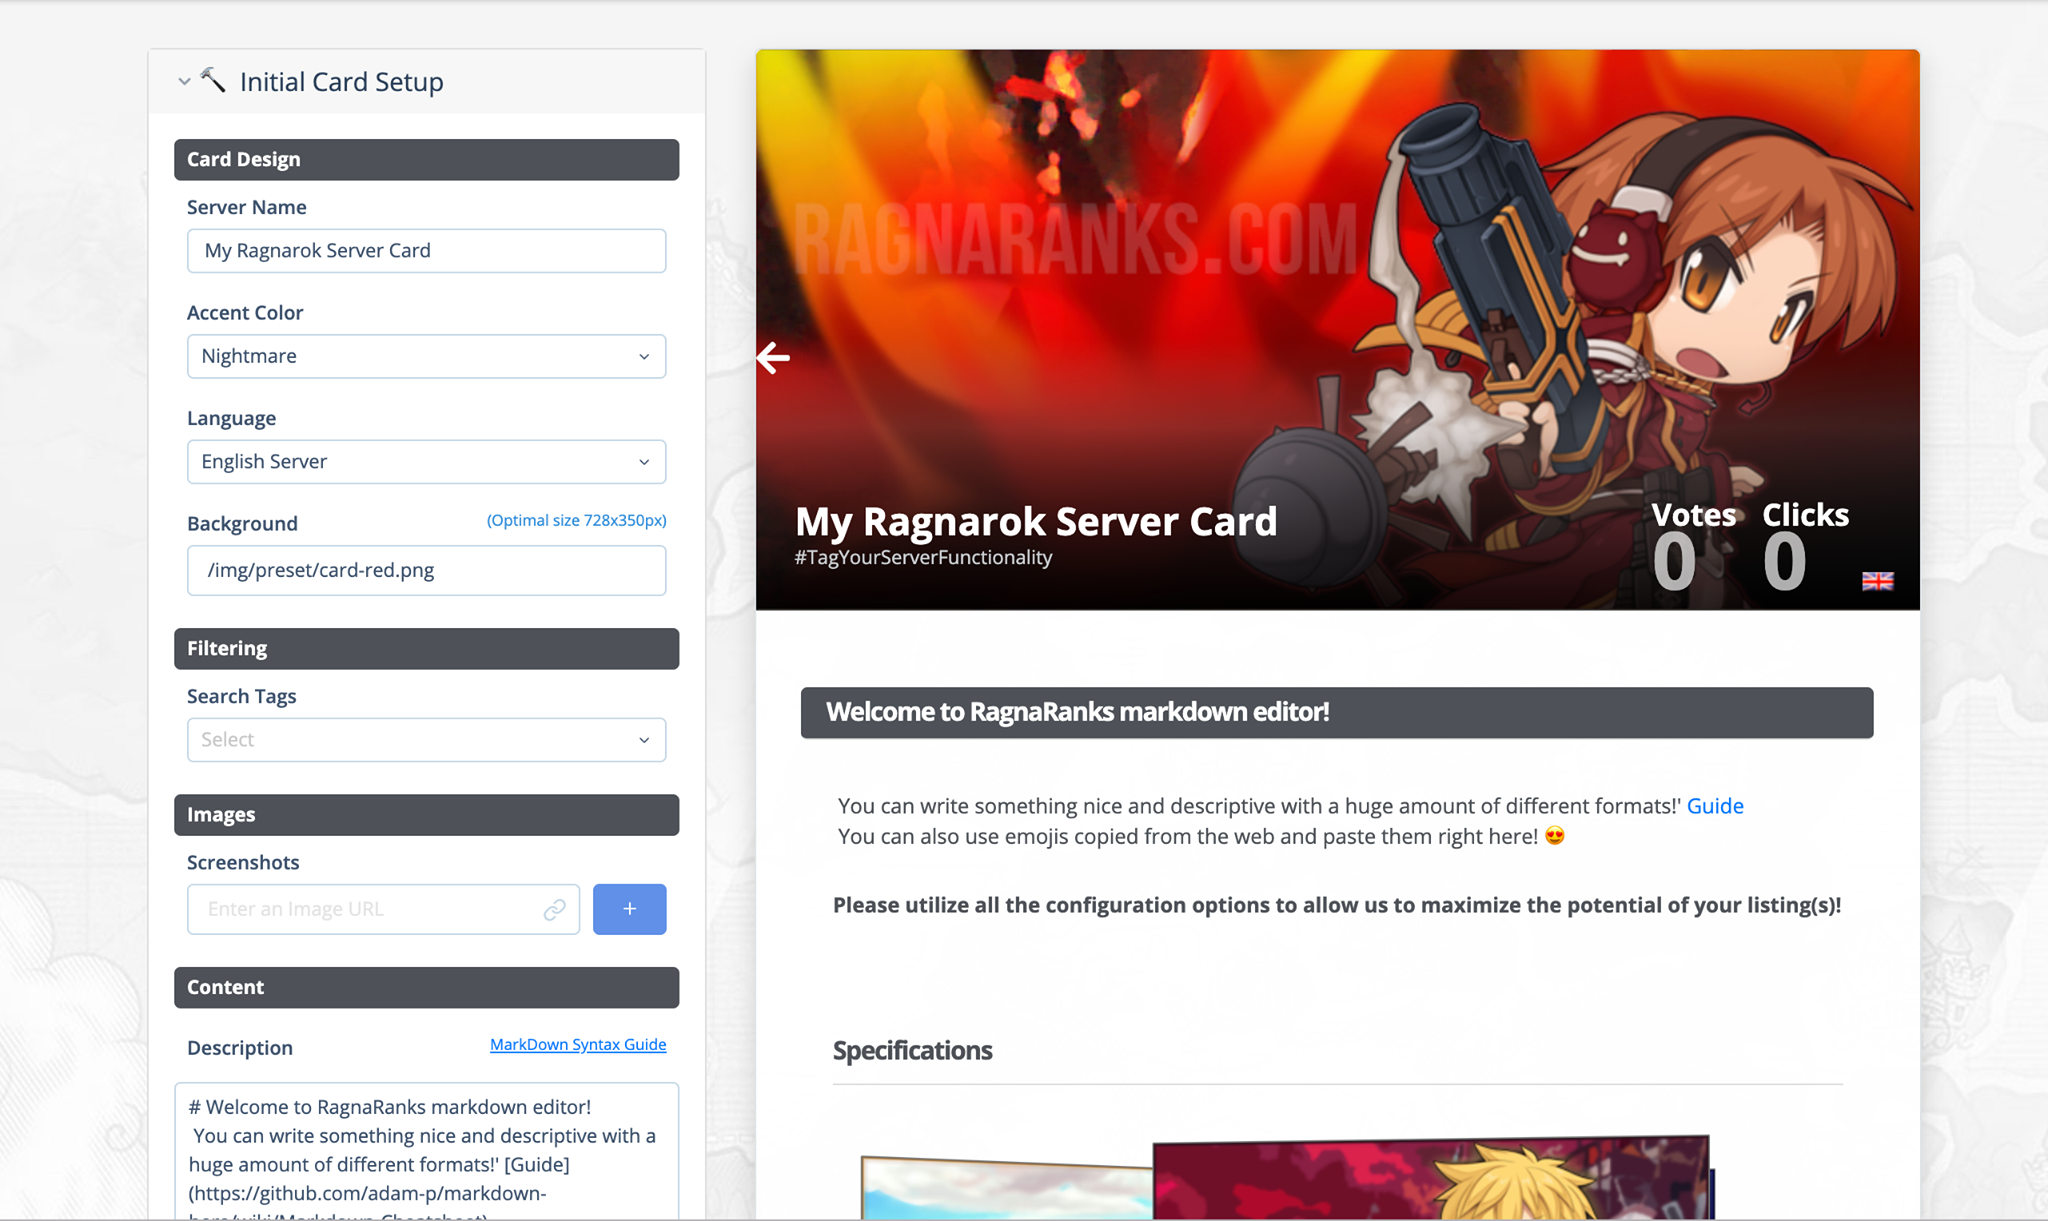 Initial Card Setup
Card Design
Server Name
My Ragnarok Server Card
Accent Color
Nightmare
Language
English Server
Background
(Optimal size 728x350px)
/img/preset/card-red.png
Filtering
Search Tags
Select
Images
Screenshots
Enter an Image URL
+
Content
Description
MarkDown Syntax Guide
# Welcome to RagnaRanks markdown editor!
You can write something nice and descriptive with a
huge amount of different formats!' [Guide]
(https://github.com/adam-p/markdown-
RAGNARANKS.COM
My Ragnarok Server Card
#TagYourServerFunctionality
Votes Clicks
0 0
Welcome to RagnaRanks markdown editor!
You can write something nice and descriptive with a huge amount of different formats!' Guide
You can also use emojis copied from the web and paste them right here! 😍
Please utilize all the configuration options to allow us to maximize the potential of your listing(s)!
Specifications